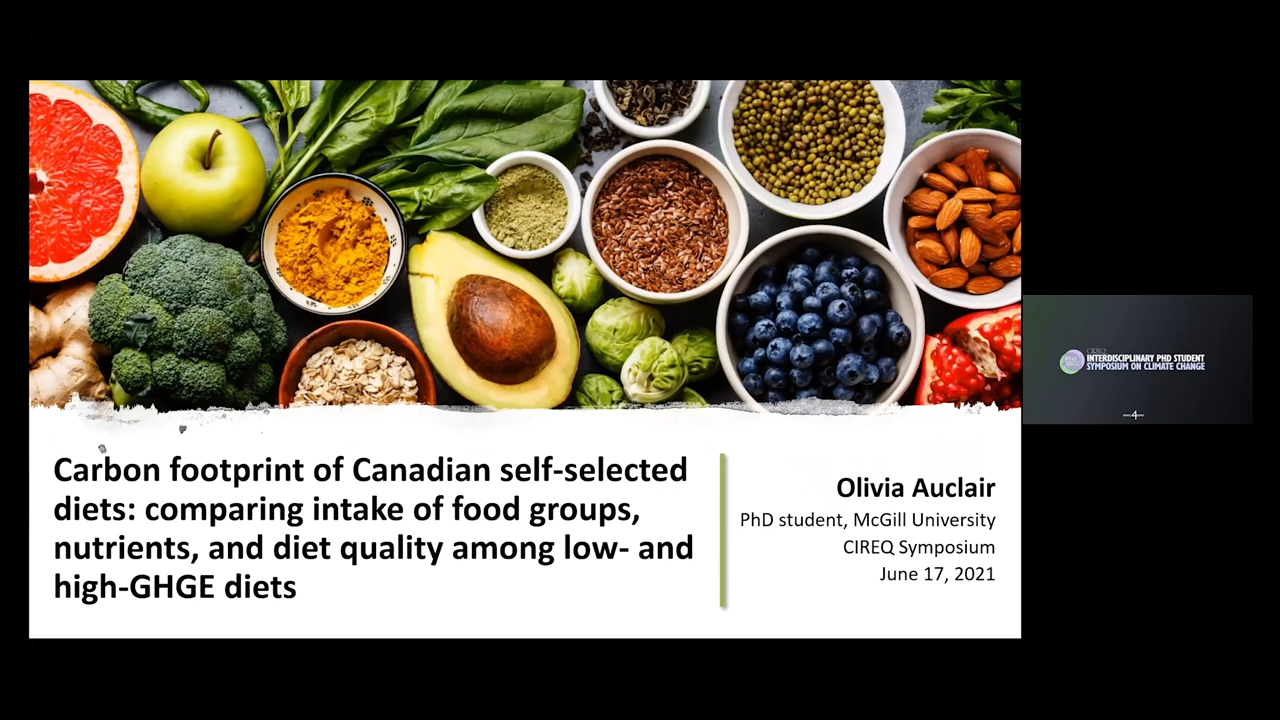 Carbon footprint of Canadian self-selected
diets: comparing intake of food groups,
nutrients, and diet quality among low- and
high-GHGE diets
Olivia Auclair
PhD student, McGill University
CIREQ Symposium
June 17, 2021
CIREQ
INTERDISCIPLINARY PHD STUDENT
SYMPOSIUM ON CLIMATE CHANGE